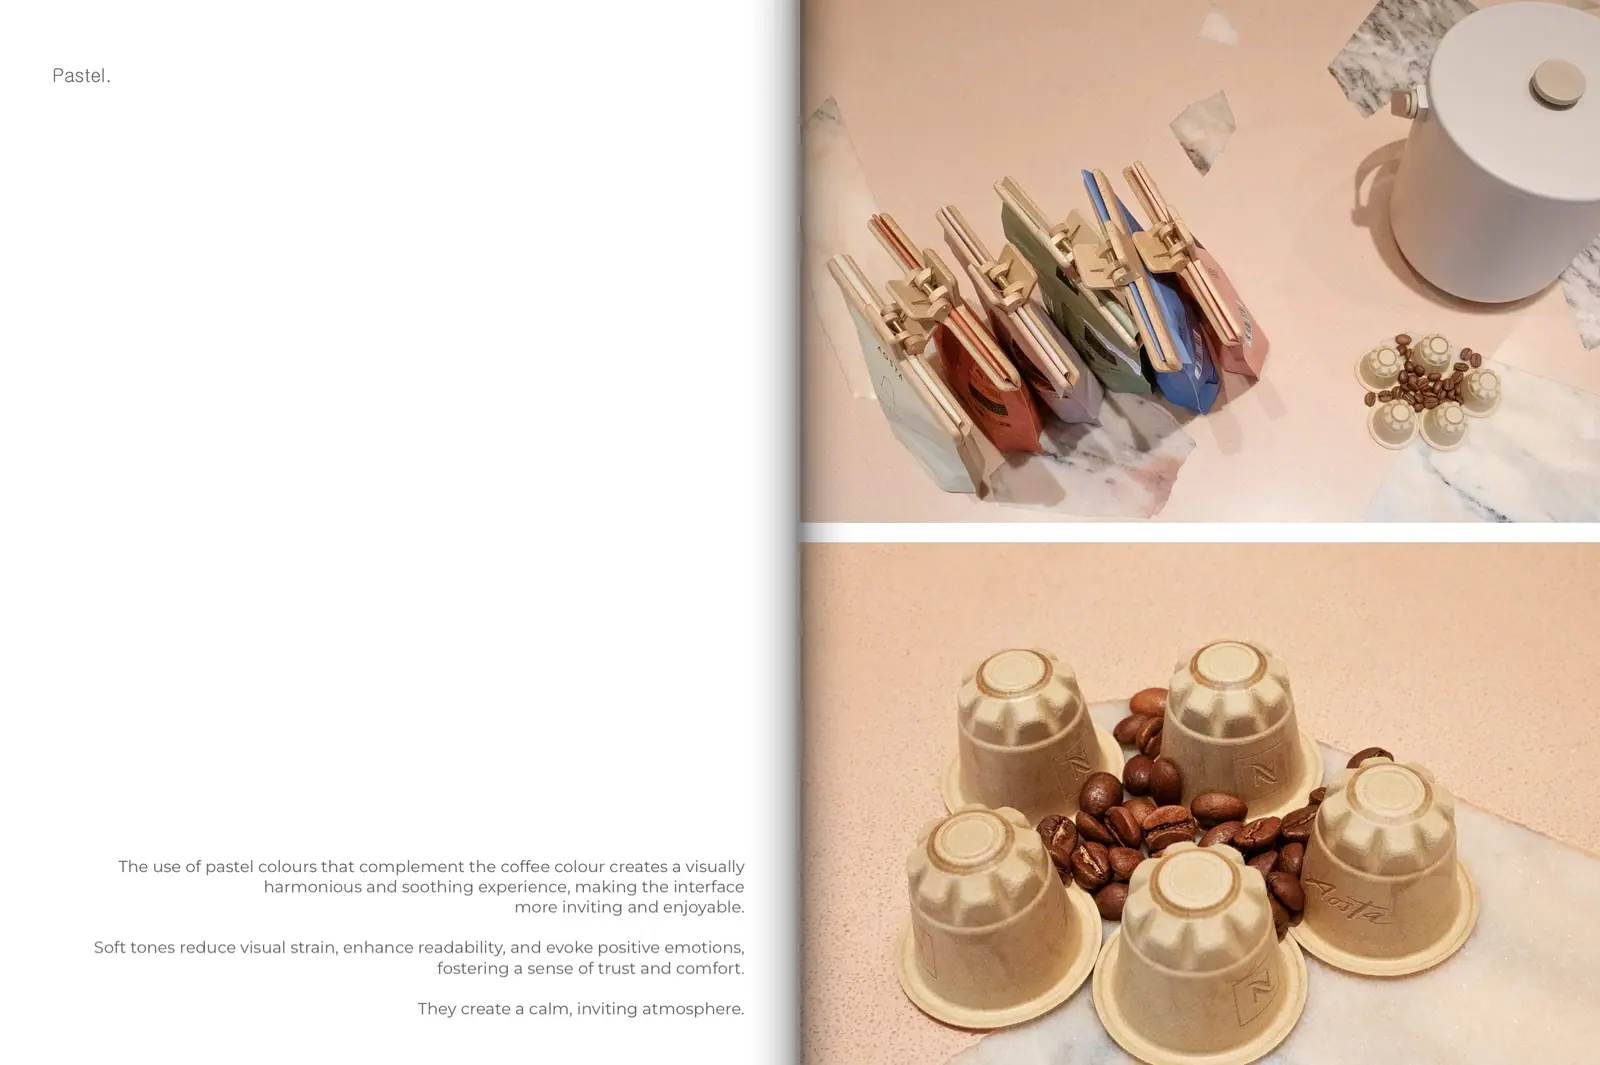 Pastel.
The use of pastel colours that complement the coffee colour creates a visually
harmonious and soothing experience, making the interface
more inviting and enjoyable.
Soft tones reduce visual strain, enhance readability, and evoke positive emotions,
fostering a sense of trust and comfort.
They create a calm, inviting atmosphere.
Aosta